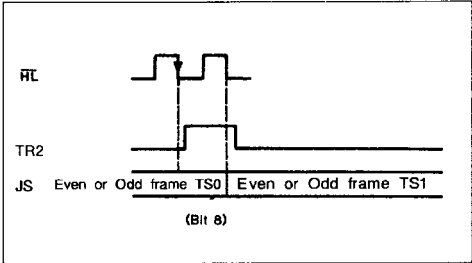 HL
TR2
JS Even or Odd frame TS0 Even or Odd frame TS1
(Bit 8)